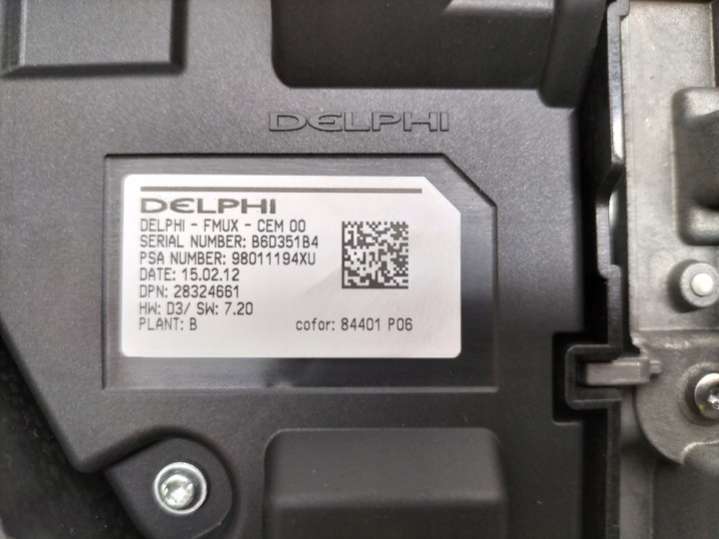 DELPHI
DELPHI
DELPHI - FMUX - CEM 00
SERIAL NUMBER: B6D351B4
PSA NUMBER: 98011194XU
DATE: 15.02.12
DPN: 28324661
HW: D3/ SW: 7.20
PLANT: B cofor: 84401 P06